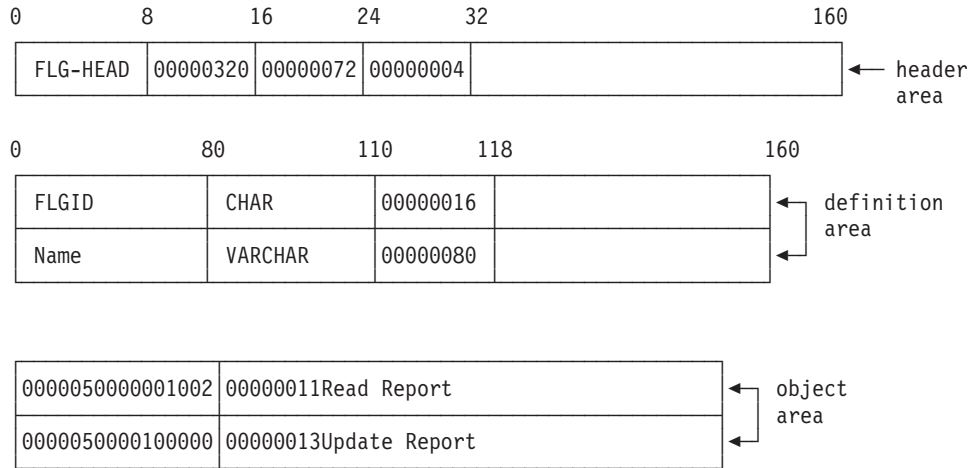 0 8 16 24 32 160
FLG-HEAD 00000320 00000072 00000004 header
area
0 80 110 118 160
FLGID CHAR 00000016 definition
area
Name VARCHAR 00000080
0000050000001002 00000011Read Report object
area
0000050000100000 00000013Update Report